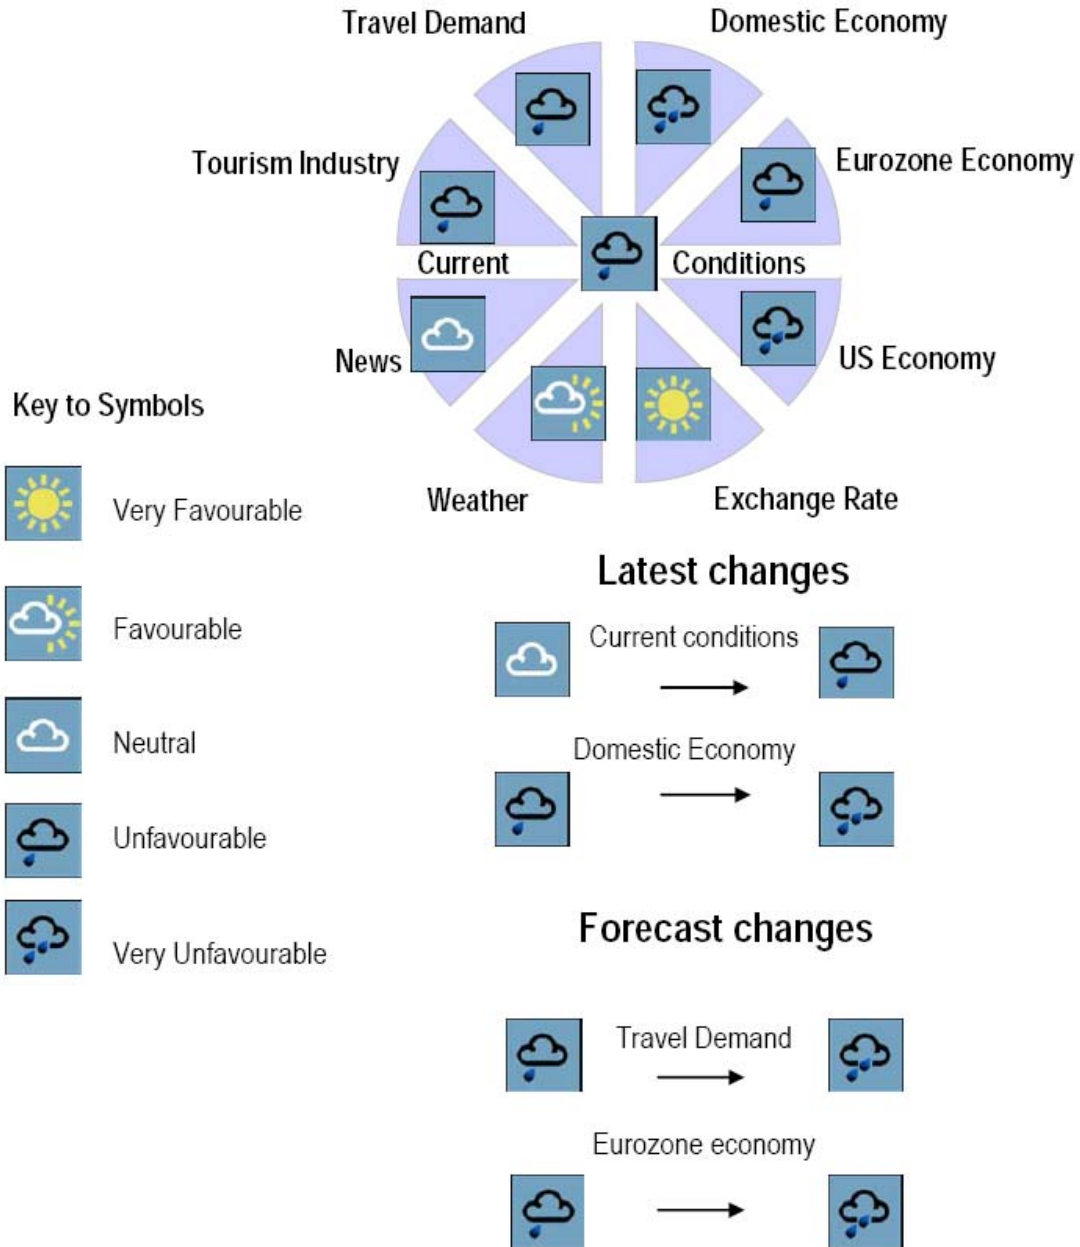 Travel Demand
Domestic Economy
Tourism Industry
Eurozone Economy
Current
Conditions
News
US Economy
Weather
Exchange Rate
Key to Symbols
Very Favourable
Favourable
Neutral
Unfavourable
Very Unfavourable
Latest changes
Current conditions
Domestic Economy
Forecast changes
Travel Demand
Eurozone economy